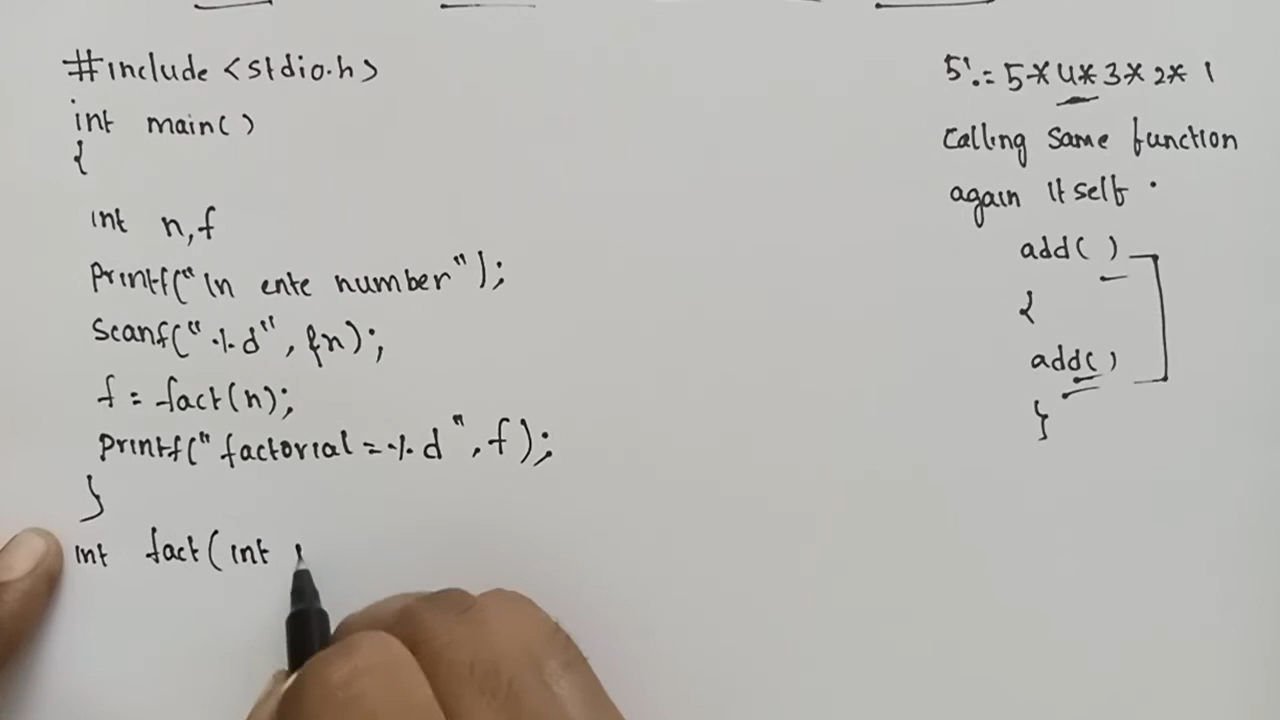 #include <stdio.h>
int main()
{
int n,f
Printf("\n ente number");
Scanf("%d", &n);
f = fact(n);
Printf("factorial = %d", f);
}
int fact(int
5! = 5* 4* 3* 2* 1
Calling Same function
again itself.
add( )
{
add( )
}